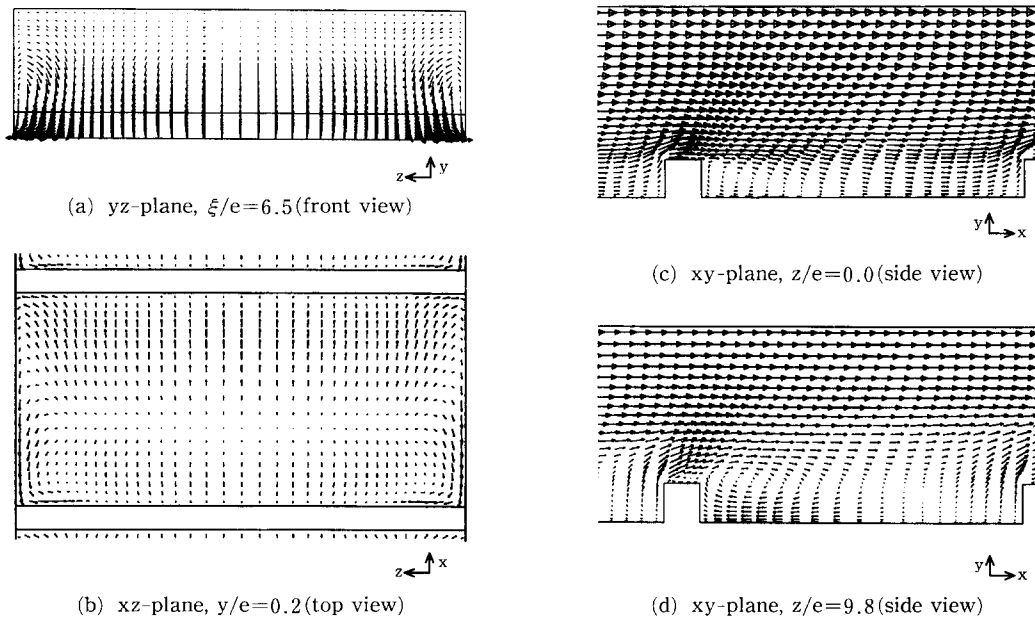 z y
(a) yz-plane, ξ/e=6.5(front view)
z x
(b) xz-plane, y/e=0.2(top view)
y x
(c) xy-plane, z/e=0.0(side view)
y x
(d) xy-plane, z/e=9.8(side view)